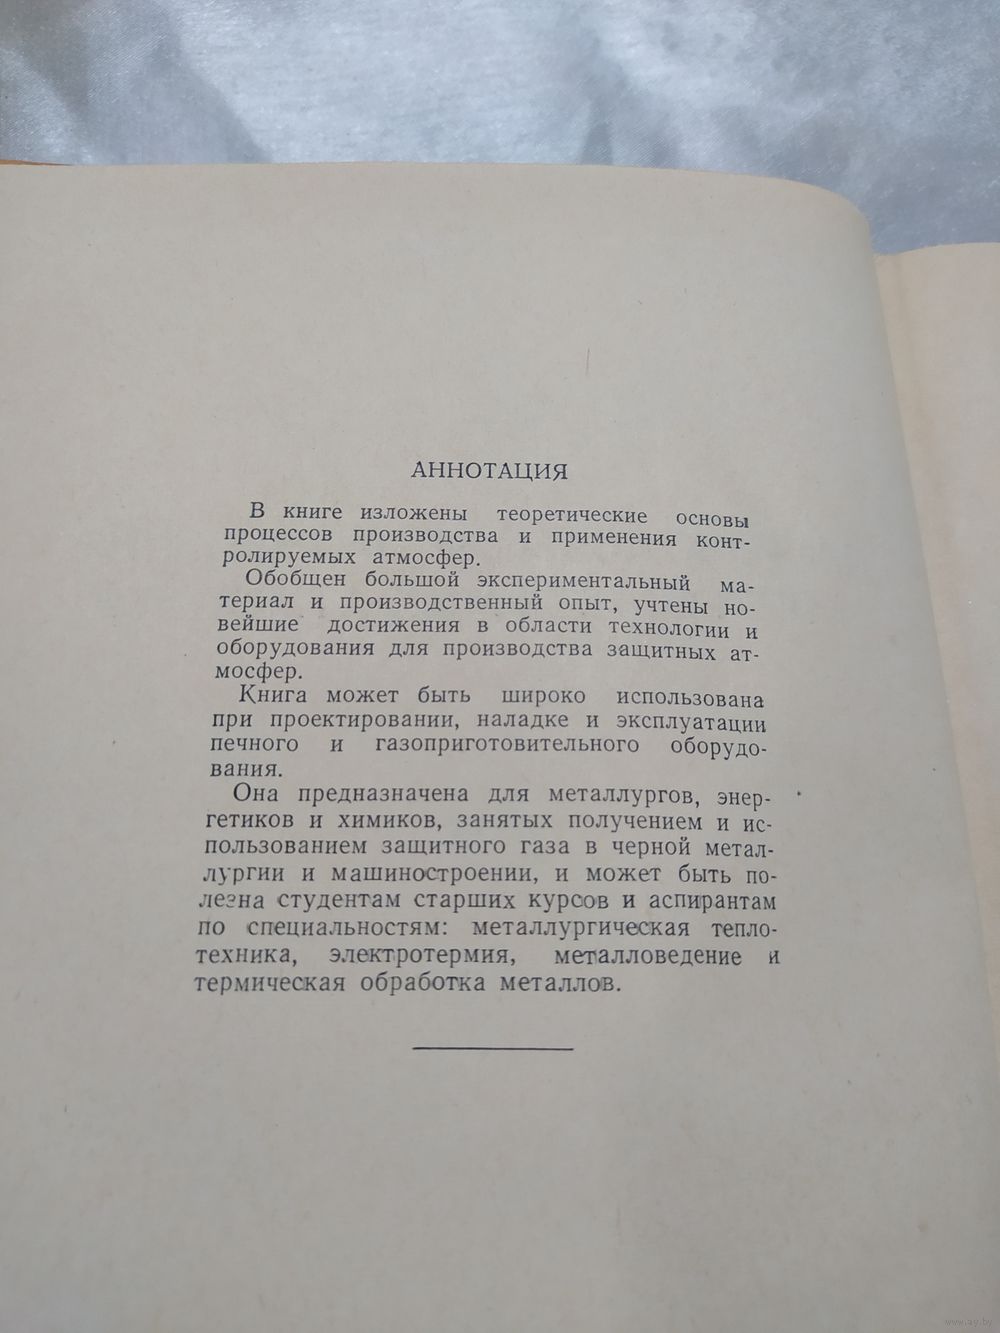 АННОТАЦИЯ
В книге изложены теоретические основы
процессов производства и применения конт-
ролируемых атмосфер.
Обобщен большой экспериментальный ма-
териал и производственный опыт, учтены но-
вейшие достижения в области технологии и
оборудования для производства защитных ат-
мосфер.
Книга может быть широко использована
при проектировании, наладке и эксплуатации
печного и газоприготовительного оборудо-
вания.
Она предназначена для металлургов, энер-
гетиков и химиков, занятых получением и ис-
пользованием защитного газа в черной метал-
лургии и машиностроении, и может быть по-
лезна студентам старших курсов и аспирантам
по специальностям: металлургическая тепло-
техника, электротермия, металловедение и
термическая обработка металлов.
www.ay.by